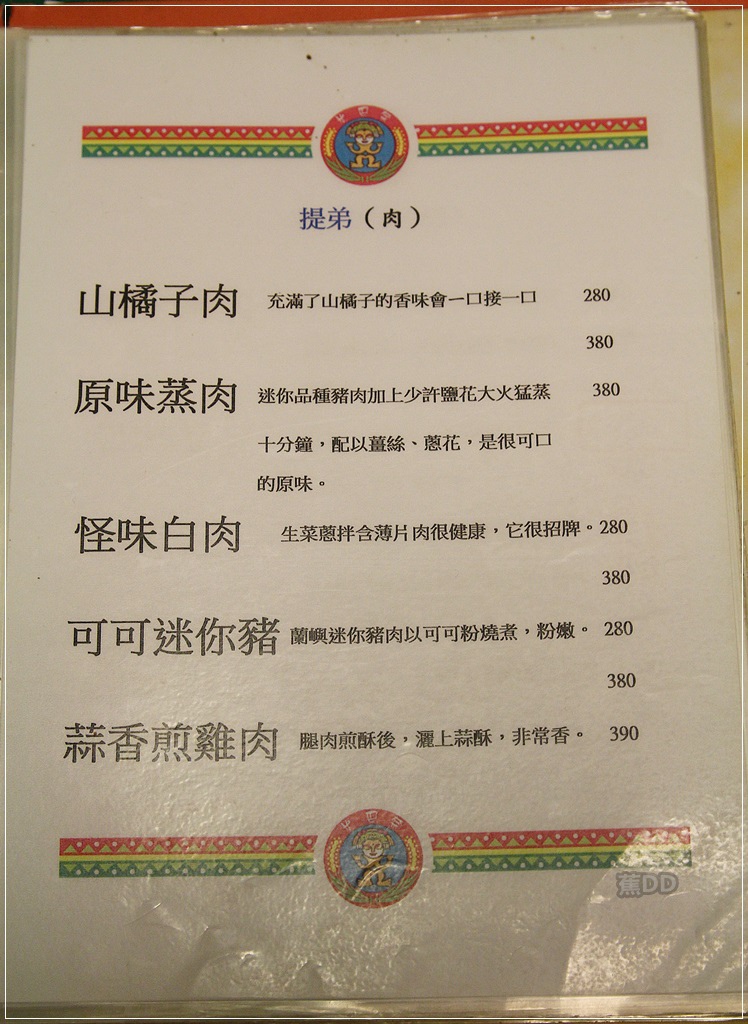 提弟（肉）
山橘子肉 充滿了山橘子的香味會一口接一口 280
380
原味蒸肉 迷你品種豬肉加上少許鹽花大火猛蒸 380
十分鐘，配以薑絲、蔥花，是很可口
的原味。
怪味白肉 生菜蔥拌含薄片肉很健康，它很招牌。280
380
可可迷你豬 蘭嶼迷你豬肉以可可粉燒煮，粉嫩。 280
380
蒜香煎雞肉 腿肉煎酥後，灑上蒜酥，非常香。 390
蕉DD